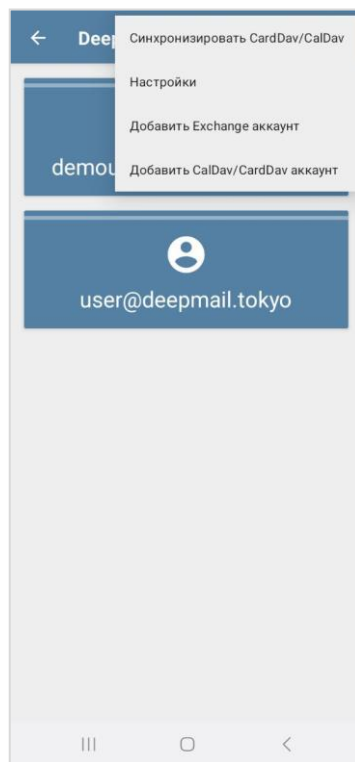 Deep
Синхронизировать CardDav/CalDav
Настройки
Добавить Exchange аккаунт
demou
Добавить CalDav/CardDav аккаунт
user@deepmail.tokyo